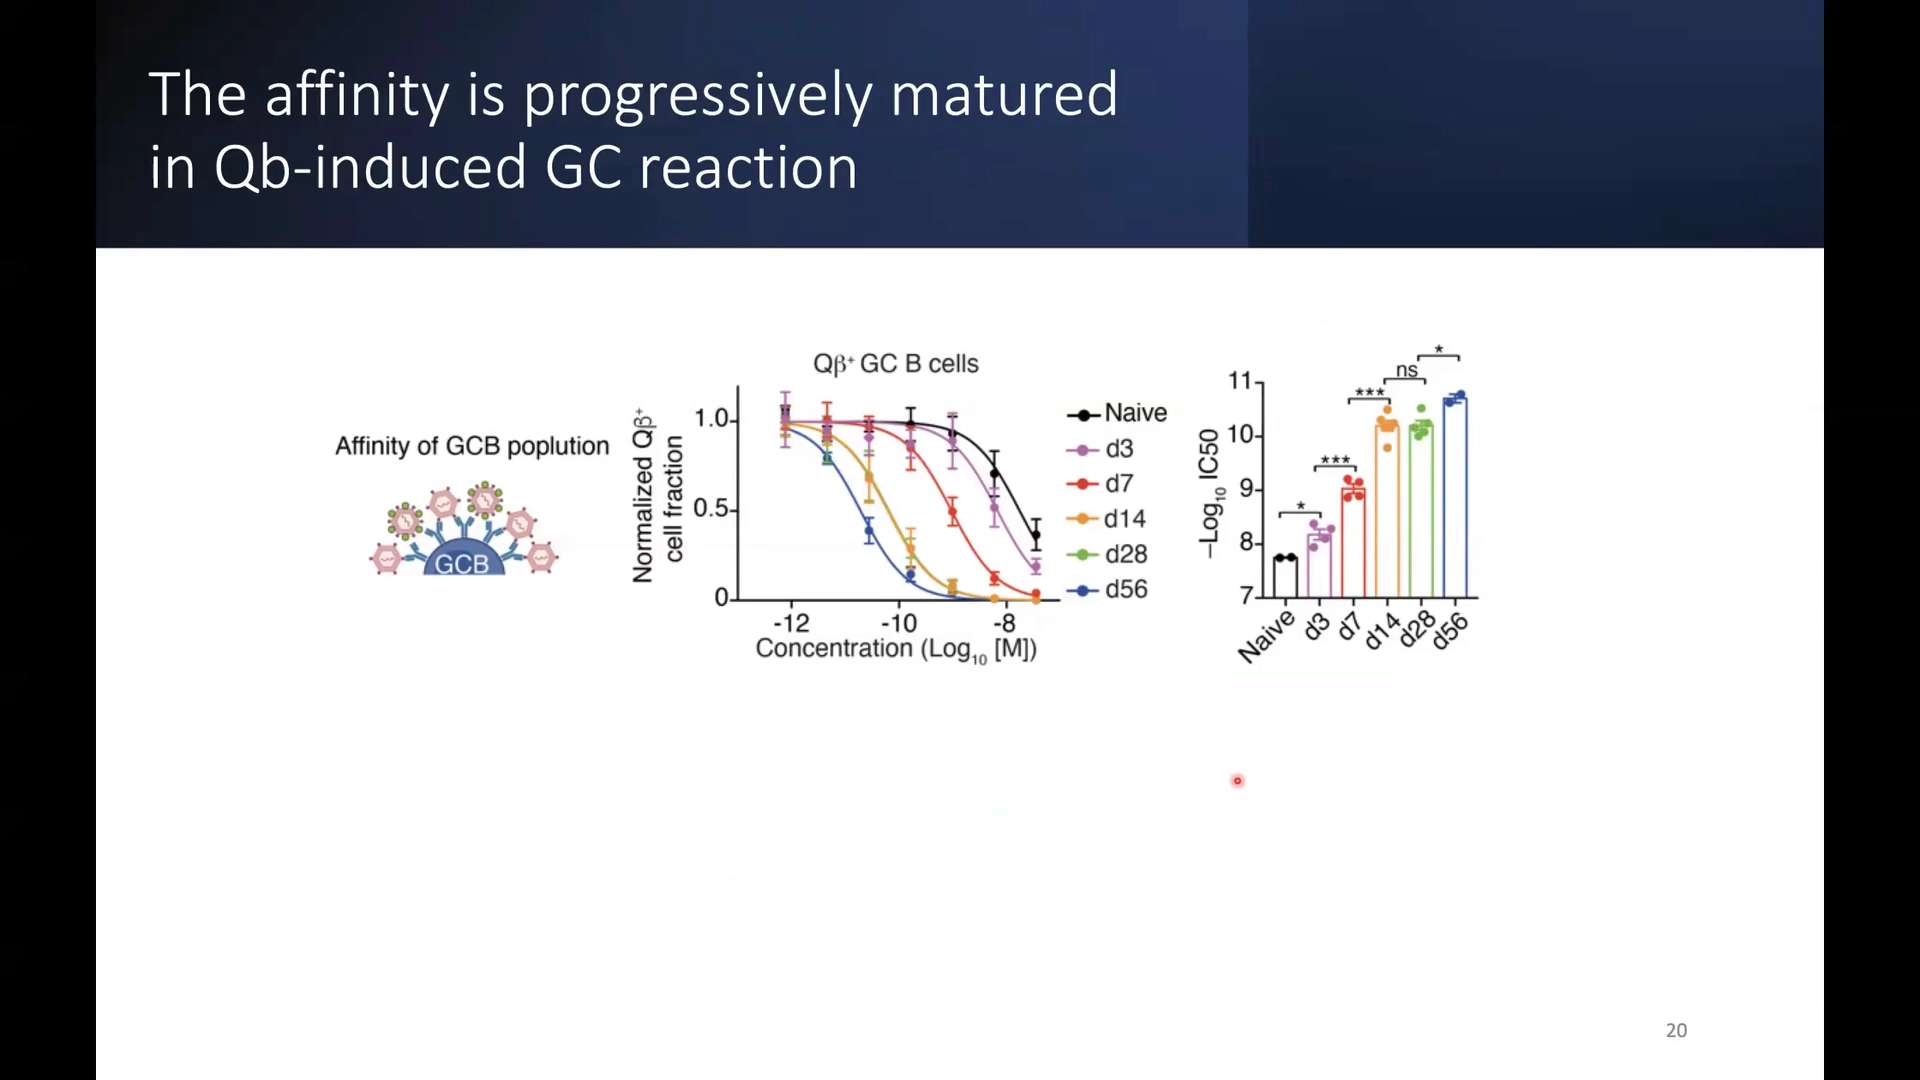 The affinity is progressively matured
in Qb-induced GC reaction
Affinity of GCB poplution
GCB
Qβ⁺ GC B cells
Normalized Qβ⁺
cell fraction
1.0
0.5
0
-12 -10 -8
Concentration (Log₁₀ [M])
Naive
d3
d7
d14
d28
d56
−Log₁₀ IC50
11
10
9
8
7
* *** *** ns *
Naive d3 d7 d14 d28 d56
20